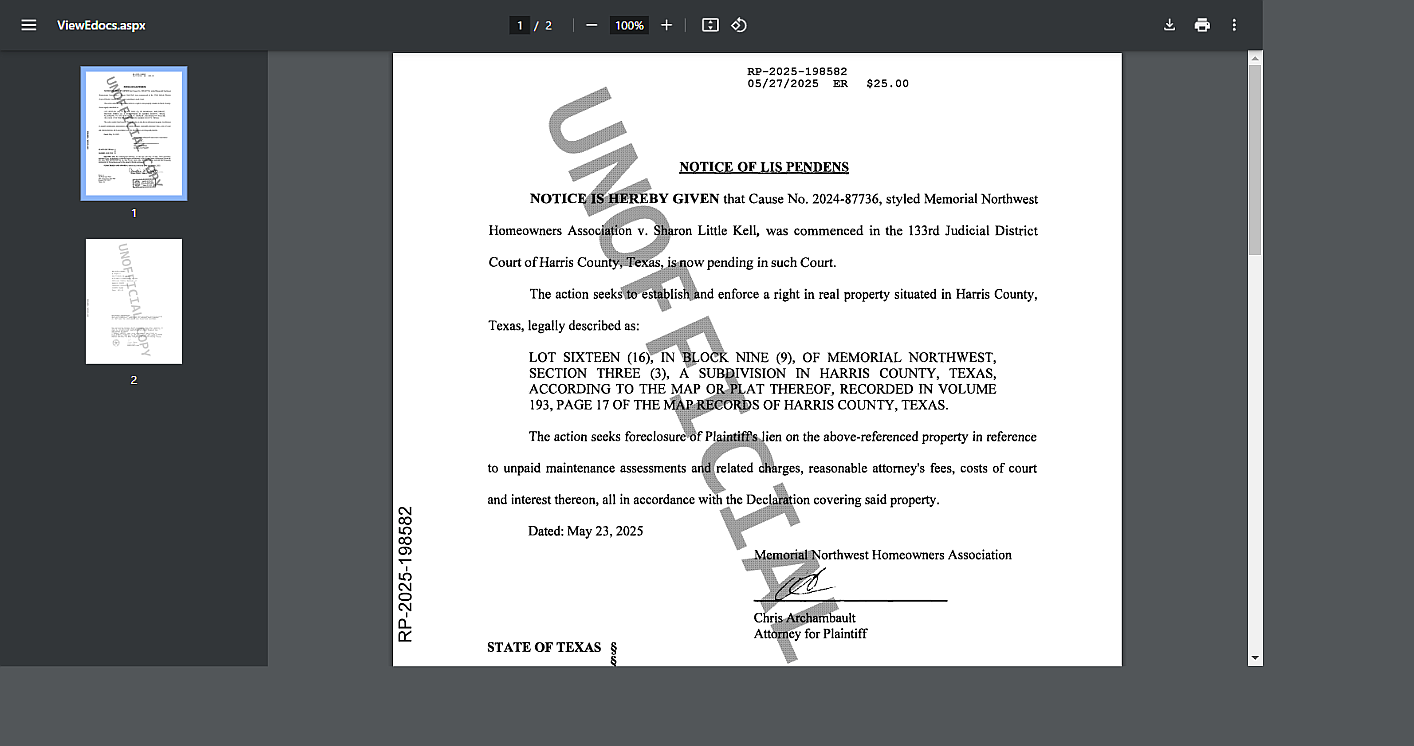 ViewEdocs.aspx
1 / 2
100%
1
2
RP-2025-198582
05/27/2025 ER $25.00
UNOFFICIAL
NOTICE OF LIS PENDENS
NOTICE IS HEREBY GIVEN that Cause No. 2024-87736, styled Memorial Northwest
Homeowners Association v. Sharon Little Kell, was commenced in the 133rd Judicial District
Court of Harris County, Texas, is now pending in such Court.
The action seeks to establish and enforce a right in real property situated in Harris County,
Texas, legally described as:
LOT SIXTEEN (16), IN BLOCK NINE (9), OF MEMORIAL NORTHWEST,
SECTION THREE (3), A SUBDIVISION IN HARRIS COUNTY, TEXAS,
ACCORDING TO THE MAP OR PLAT THEREOF, RECORDED IN VOLUME
193, PAGE 17 OF THE MAP RECORDS OF HARRIS COUNTY, TEXAS.
The action seeks foreclosure of Plaintiff's lien on the above-referenced property in reference
to unpaid maintenance assessments and related charges, reasonable attorney's fees, costs of court
and interest thereon, all in accordance with the Declaration covering said property.
Dated: May 23, 2025
Memorial Northwest Homeowners Association
Chris Archambault
Attorney for Plaintiff
STATE OF TEXAS §
§
RP-2025-198582
UNOFFICIAL COPY
UNOFFICIAL COPY